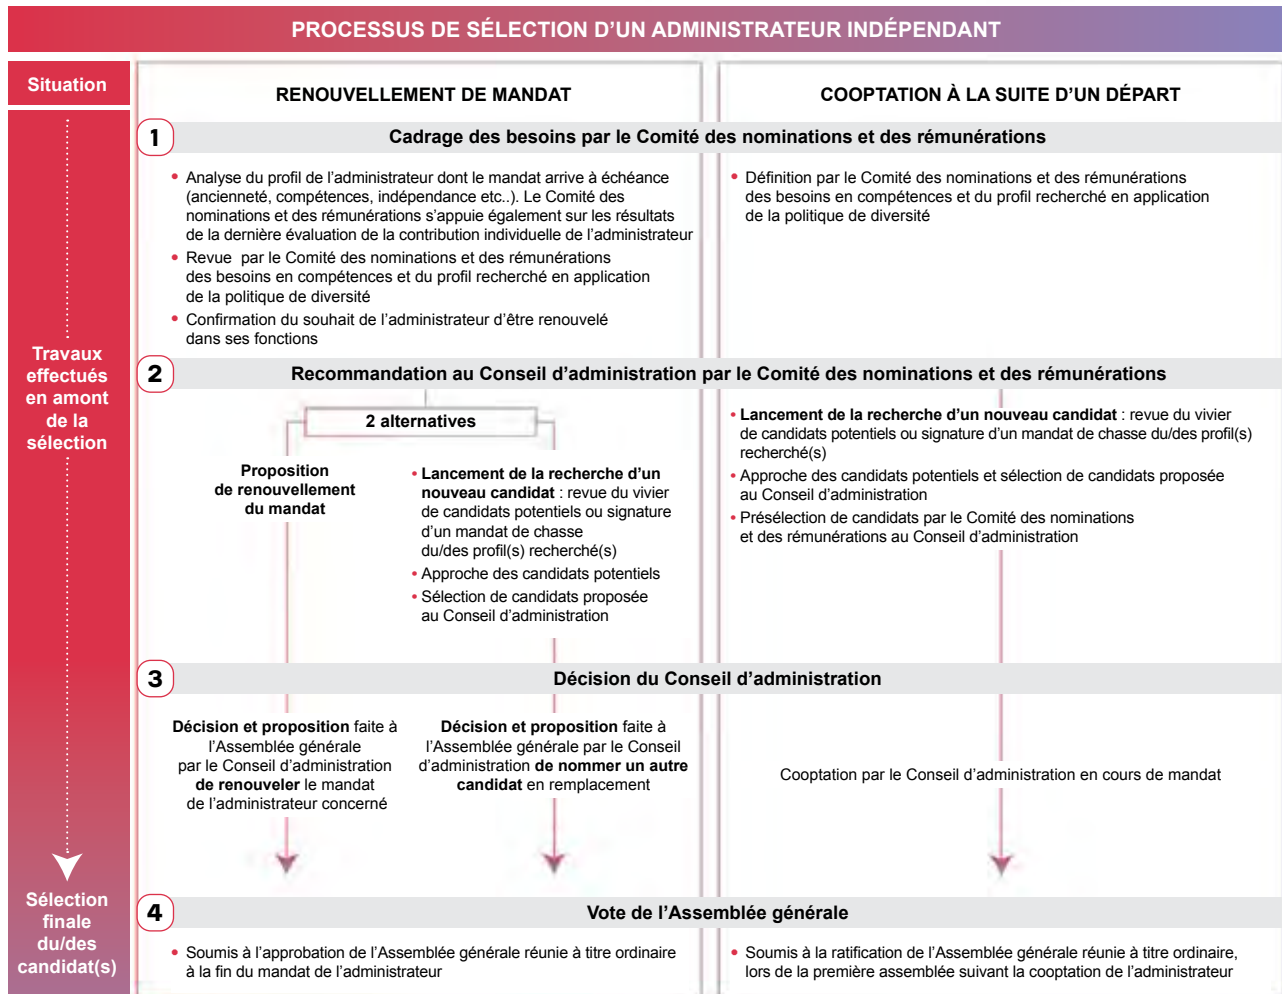 PROCESSUS DE SÉLECTION D’UN ADMINISTRATEUR INDÉPENDANT
Situation
RENOUVELLEMENT DE MANDAT
COOPTATION À LA SUITE D’UN DÉPART
1
Cadrage des besoins par le Comité des nominations et des rémunérations
• Analyse du profil de l’administrateur dont le mandat arrive à échéance
(ancienneté, compétences, indépendance etc..). Le Comité des
nominations et des rémunérations s’appuie également sur les résultats
de la dernière évaluation de la contribution individuelle de l’administrateur
• Revue par le Comité des nominations et des rémunérations
des besoins en compétences et du profil recherché en application
de la politique de diversité
• Confirmation du souhait de l’administrateur d’être renouvelé
dans ses fonctions
• Définition par le Comité des nominations et des rémunérations
des besoins en compétences et du profil recherché en application
de la politique de diversité
Travaux
effectués
en amont
de la
sélection
2
Recommandation au Conseil d’administration par le Comité des nominations et des rémunérations
2 alternatives
Proposition
de renouvellement
du mandat
• Lancement de la recherche d’un
nouveau candidat : revue du vivier
de candidats potentiels ou signature
d’un mandat de chasse
du/des profil(s) recherché(s)
• Approche des candidats potentiels
• Sélection de candidats proposée
au Conseil d’administration
• Lancement de la recherche d’un nouveau candidat : revue du vivier
de candidats potentiels ou signature d’un mandat de chasse du/des profil(s)
recherché(s)
• Approche des candidats potentiels et sélection de candidats proposée
au Conseil d’administration
• Présélection de candidats par le Comité des nominations
et des rémunérations au Conseil d’administration
3
Décision du Conseil d’administration
Décision et proposition faite à
l’Assemblée générale
par le Conseil d’administration
de renouveler le mandat
de l’administrateur concerné
Décision et proposition faite à
l’Assemblée générale par le Conseil
d’administration de nommer un autre
candidat en remplacement
Cooptation par le Conseil d’administration en cours de mandat
Sélection
finale
du/des
candidat(s)
4
Vote de l’Assemblée générale
• Soumis à l’approbation de l’Assemblée générale réunie à titre ordinaire
à la fin du mandat de l’administrateur
• Soumis à la ratification de l’Assemblée générale réunie à titre ordinaire,
lors de la première assemblée suivant la cooptation de l’administrateur